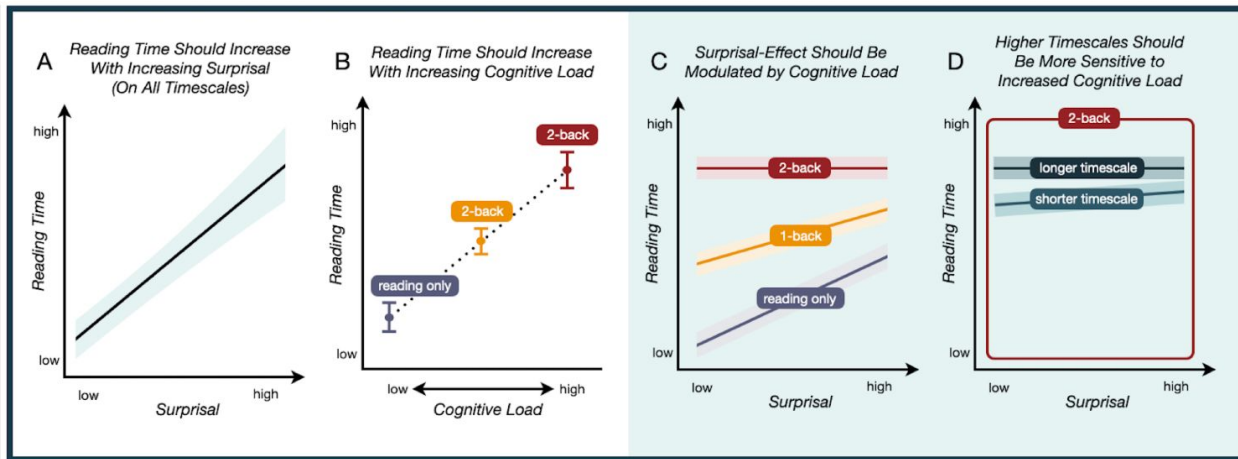 A
Reading Time Should Increase
With Increasing Surprisal
(On All Timescales)
high
Reading Time
low
low
high
Surprisal
B
Reading Time Should Increase
With Increasing Cognitive Load
high
Reading Time
low
2-back
2-back
reading only
low
high
Cognitive Load
C
Surprisal-Effect Should Be
Modulated by Cognitive Load
high
Reading Time
low
2-back
1-back
reading only
low
high
Surprisal
D
Higher Timescales Should
Be More Sensitive to
Increased Cognitive Load
high
Reading Time
low
2-back
longer timescale
shorter timescale
low
high
Surprisal